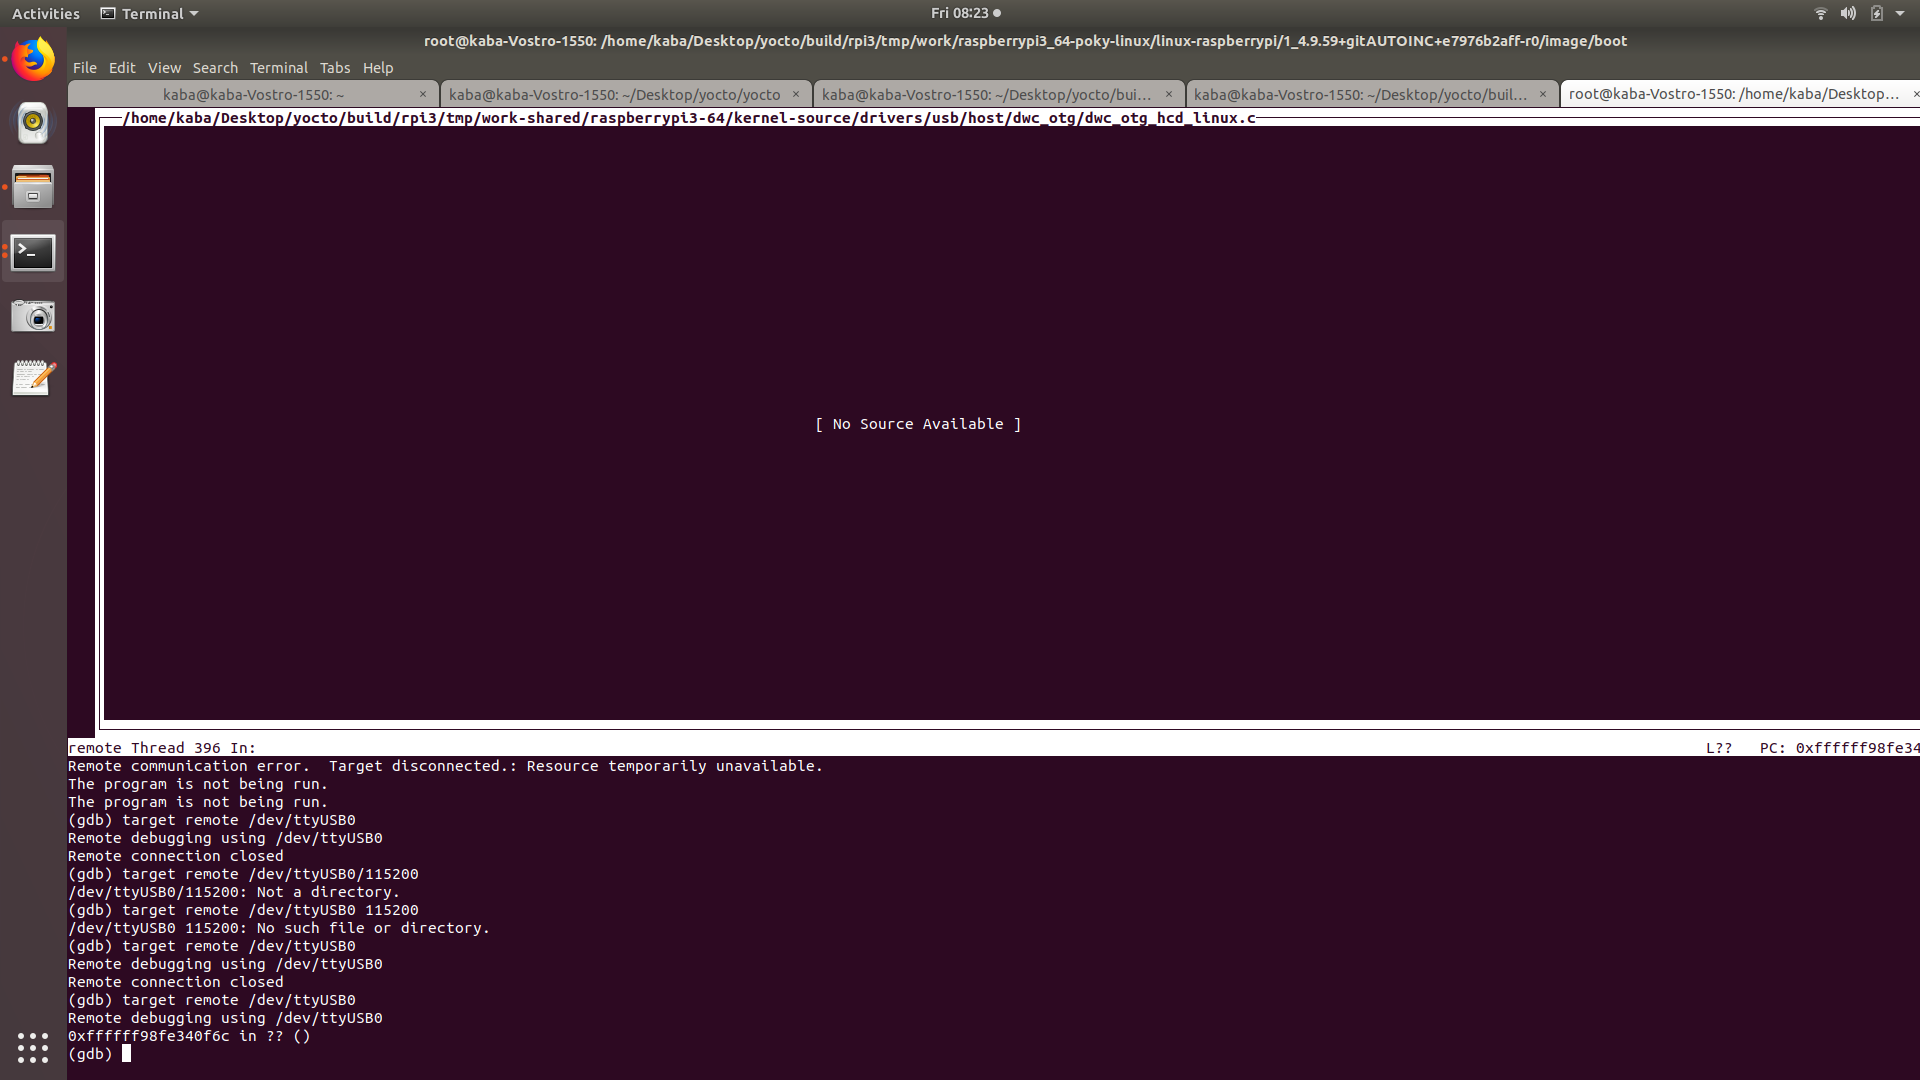 Activities Terminal Fri 08:23
root@kaba-Vostro-1550: /home/kaba/Desktop/yocto/build/rpi3/tmp/work/raspberrypi3_64-poky-linux/linux-raspberrypi/1_4.9.59+gitAUTOINC+e7976b2aff-r0/image/boot
File Edit View Search Terminal Tabs Help
kaba@kaba-Vostro-1550: ~ × kaba@kaba-Vostro-1550: ~/Desktop/yocto/yocto × kaba@kaba-Vostro-1550: ~/Desktop/yocto/bui... × kaba@kaba-Vostro-1550: ~/Desktop/yocto/buil... × root@kaba-Vostro-1550: /home/kaba/Desktop... ×
/home/kaba/Desktop/yocto/build/rpi3/tmp/work-shared/raspberrypi3-64/kernel-source/drivers/usb/host/dwc_otg/dwc_otg_hcd_linux.c
[ No Source Available ]
remote Thread 396 In: L?? PC: 0xffffff98fe34
Remote communication error.  Target disconnected.: Resource temporarily unavailable.
The program is not being run.
The program is not being run.
(gdb) target remote /dev/ttyUSB0
Remote debugging using /dev/ttyUSB0
Remote connection closed
(gdb) target remote /dev/ttyUSB0/115200
/dev/ttyUSB0/115200: Not a directory.
(gdb) target remote /dev/ttyUSB0 115200
/dev/ttyUSB0 115200: No such file or directory.
(gdb) target remote /dev/ttyUSB0
Remote debugging using /dev/ttyUSB0
Remote connection closed
(gdb) target remote /dev/ttyUSB0
Remote debugging using /dev/ttyUSB0
0xffffff98fe340f6c in ?? ()
(gdb)